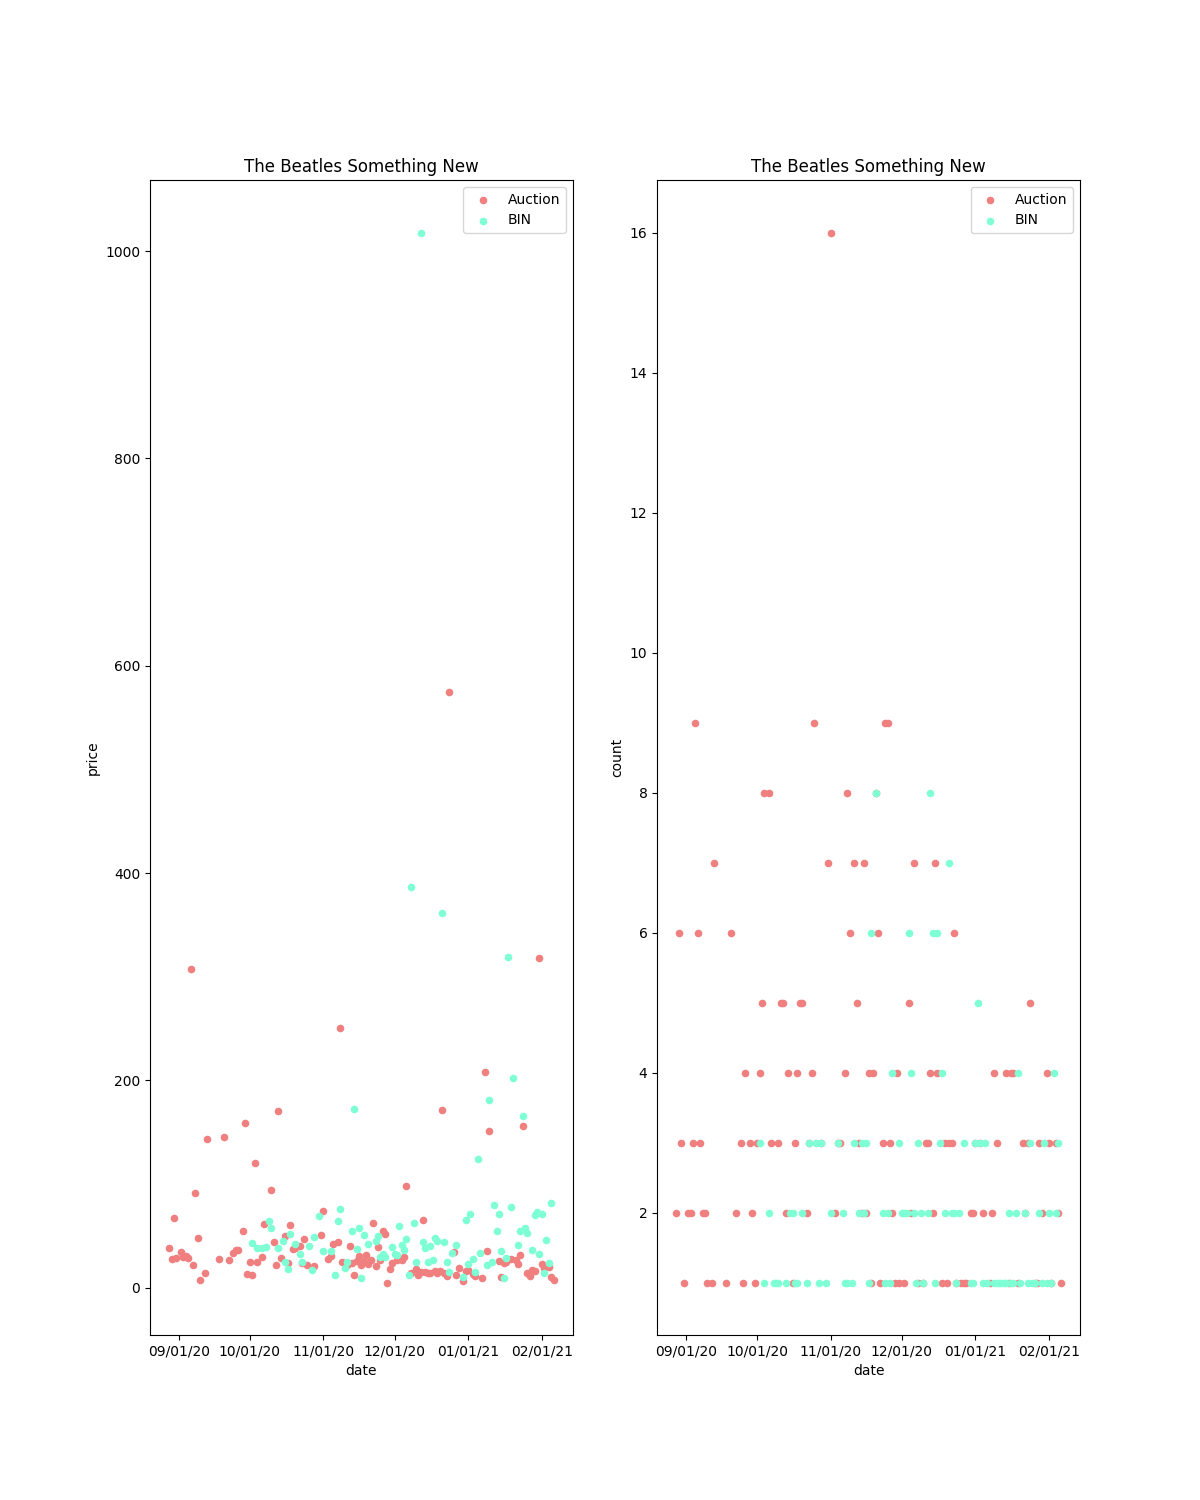 The Beatles Something New
Auction
BIN
1000
800
600
400
200
0
price
09/01/20 10/01/20 11/01/20 12/01/20 01/01/21 02/01/21
date
The Beatles Something New
Auction
BIN
16
14
12
10
8
6
4
2
count
09/01/20 10/01/20 11/01/20 12/01/20 01/01/21 02/01/21
date